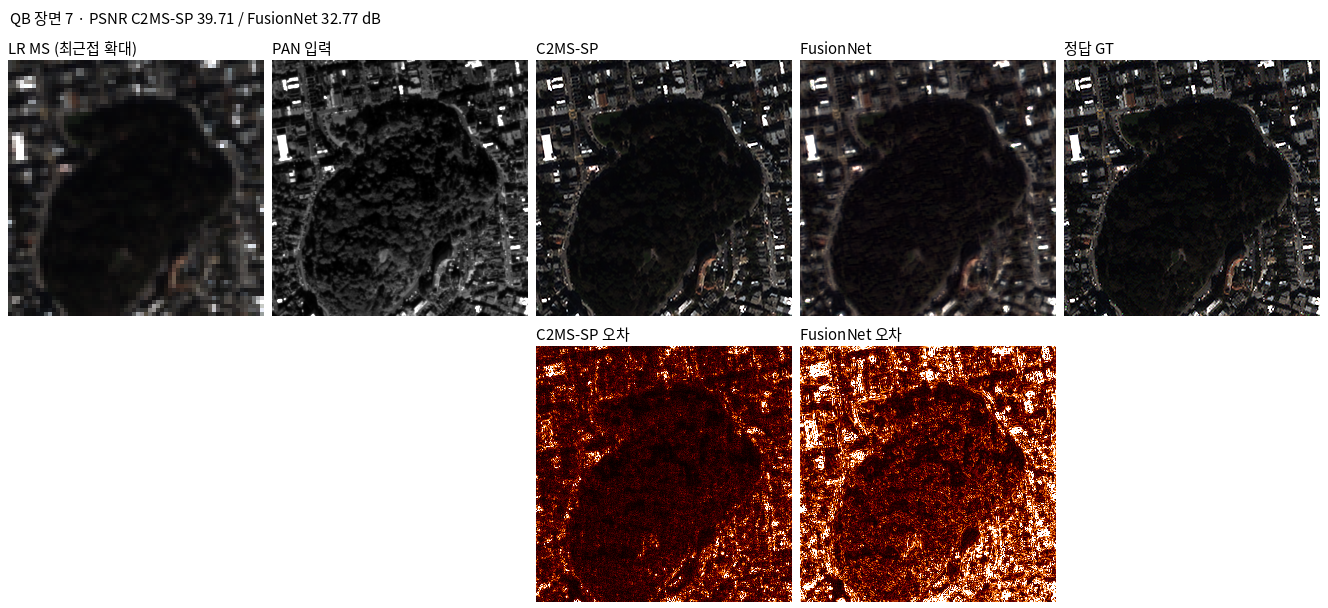 QB 장면 7 · PSNR C2MS-SP 39.71 / FusionNet 32.77 dB
LR MS (최근접 확대)
PAN 입력
C2MS-SP
FusionNet
정답 GT
C2MS-SP 오차
FusionNet 오차